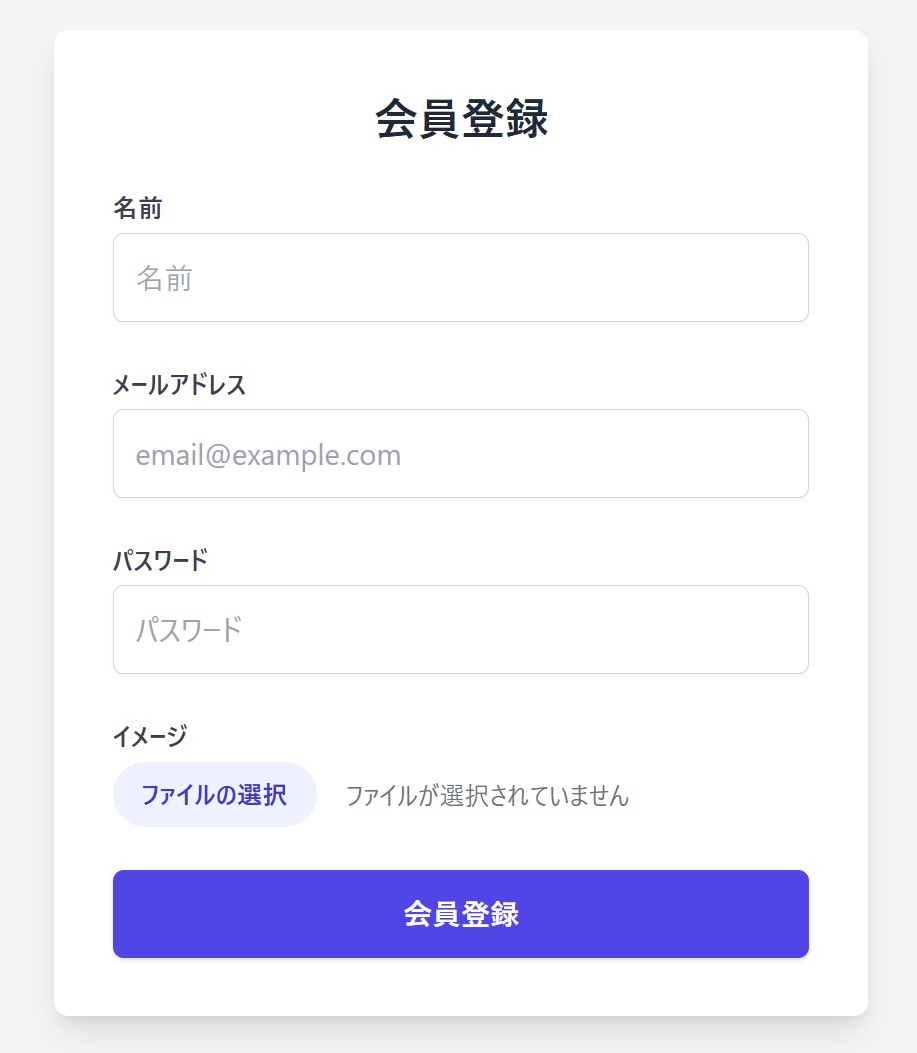 会員登録
名前
名前
メールアドレス
email@example.com
パスワード
パスワード
イメージ
ファイルの選択 ファイルが選択されていません
会員登録